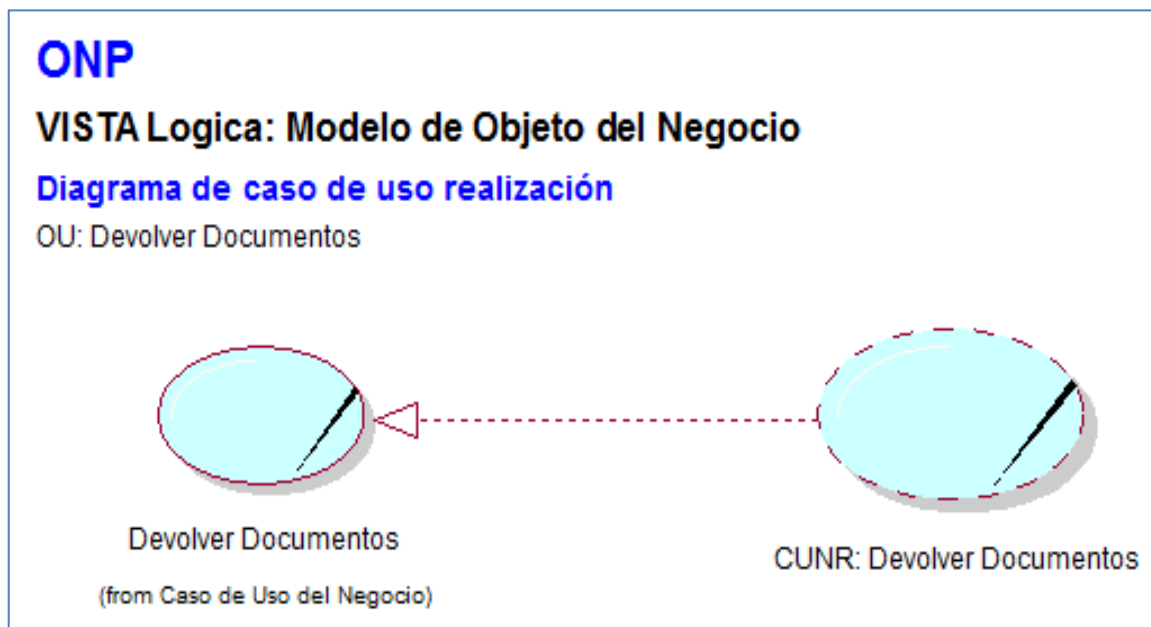 ONP
VISTA Logica: Modelo de Objeto del Negocio
Diagrama de caso de uso realización
OU: Devolver Documentos
Devolver Documentos
(from Caso de Uso del Negocio)
CUNR: Devolver Documentos